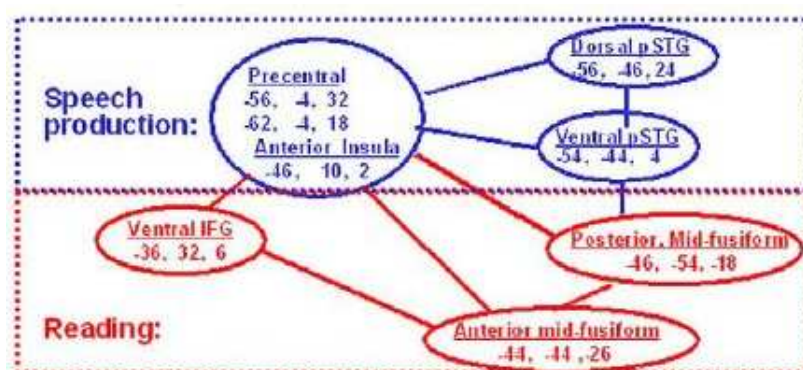 Speech
production:
Precentral
-56, -4, 32
-62, -4, 18
Anterior Insula
-46, 10, 2
Dorsal pSTG
-56, -46, 24
Ventral pSTG
-54, -44, 4
Reading:
Ventral IFG
-36, 32, 6
Posterior. Mid-fusiform
-46, -54, -18
Anterior mid-fusiform
-44, -44, -26